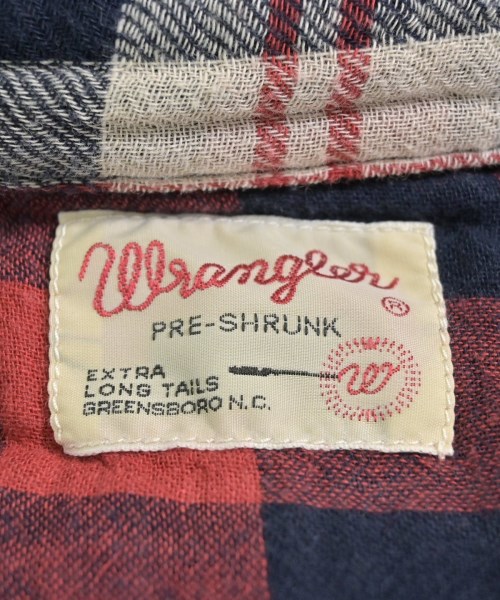 Wrangler®
PRE-SHRUNK
EXTRA
LONG TAILS
GREENSBORO N.C.
W